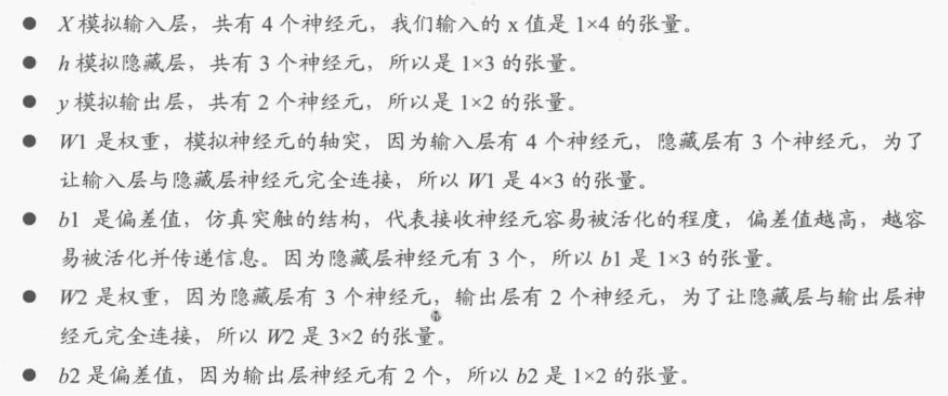 ● X模拟输入层，共有 4 个神经元，我们输入的 x 值是 1×4 的张量。
● h 模拟隐藏层，共有 3 个神经元，所以是 1×3 的张量。
● y 模拟输出层，共有 2 个神经元，所以是 1×2 的张量。
● W1 是权重，模拟神经元的轴突，因为输入层有 4 个神经元，隐藏层有 3 个神经元，为了
让输入层与隐藏层神经元完全连接，所以 W1 是 4×3 的张量。
● b1 是偏差值，仿真突触的结构，代表接收神经元容易被活化的程度，偏差值越高，越容
易被活化并传递信息。因为隐藏层神经元有 3 个，所以 b1 是 1×3 的张量。
● W2 是权重，因为隐藏层有 3 个神经元，输出层有 2 个神经元，为了让隐藏层与输出层神
经元完全连接，所以 W2 是 3×2 的张量。
● b2 是偏差值，因为输出层神经元有 2 个，所以 b2 是 1×2 的张量。